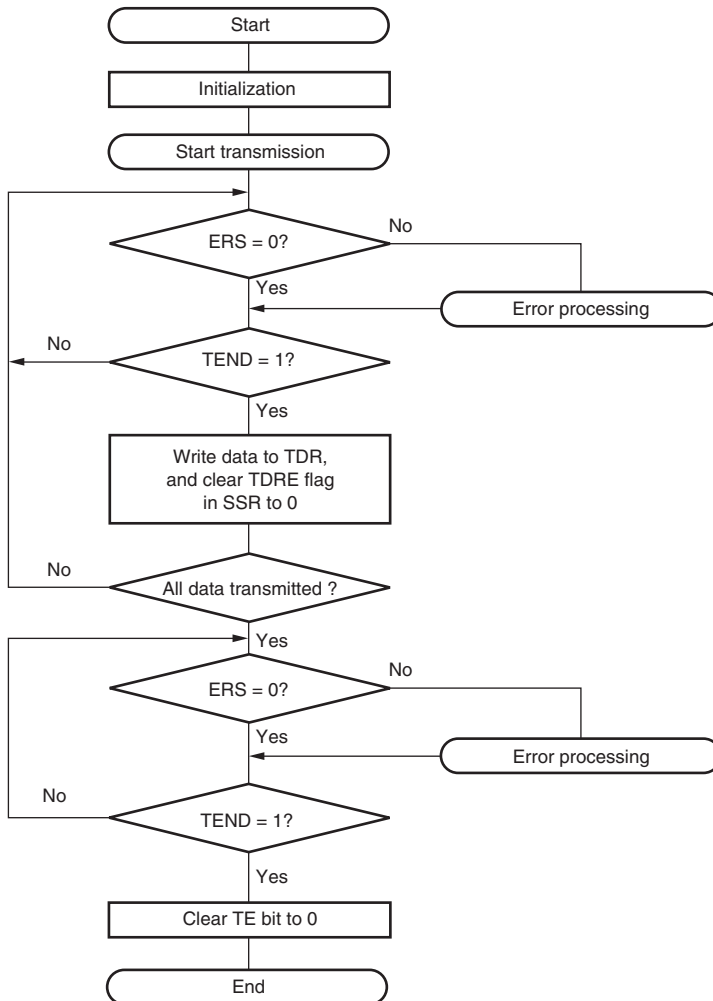 Start
Initialization
Start transmission
ERS = 0?
No
Yes
Error processing
No
TEND = 1?
Yes
Write data to TDR,
and clear TDRE flag
in SSR to 0
No
All data transmitted ?
Yes
ERS = 0?
No
Yes
Error processing
No
TEND = 1?
Yes
Clear TE bit to 0
End